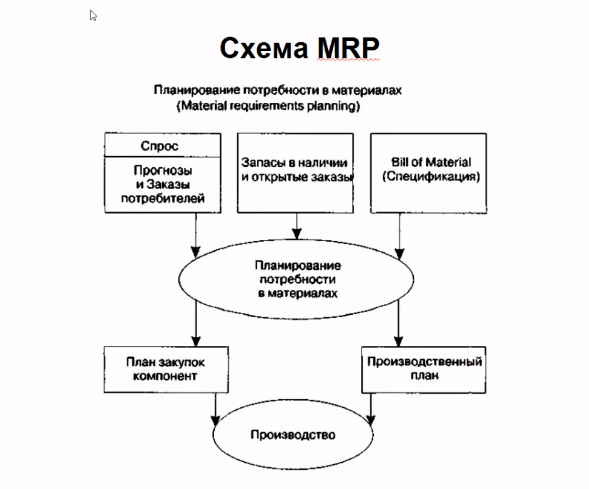 Схема MRP
Планирование потребности в материалах
(Material requirements planning)
Спрос
Прогнозы
и Заказы
потребителей
Запасы в наличии
и открытые заказы
Bill of Material
(Спецификация)
Планирование
потребности
в материалах
План закупок
компонент
Производственный
план
Производство